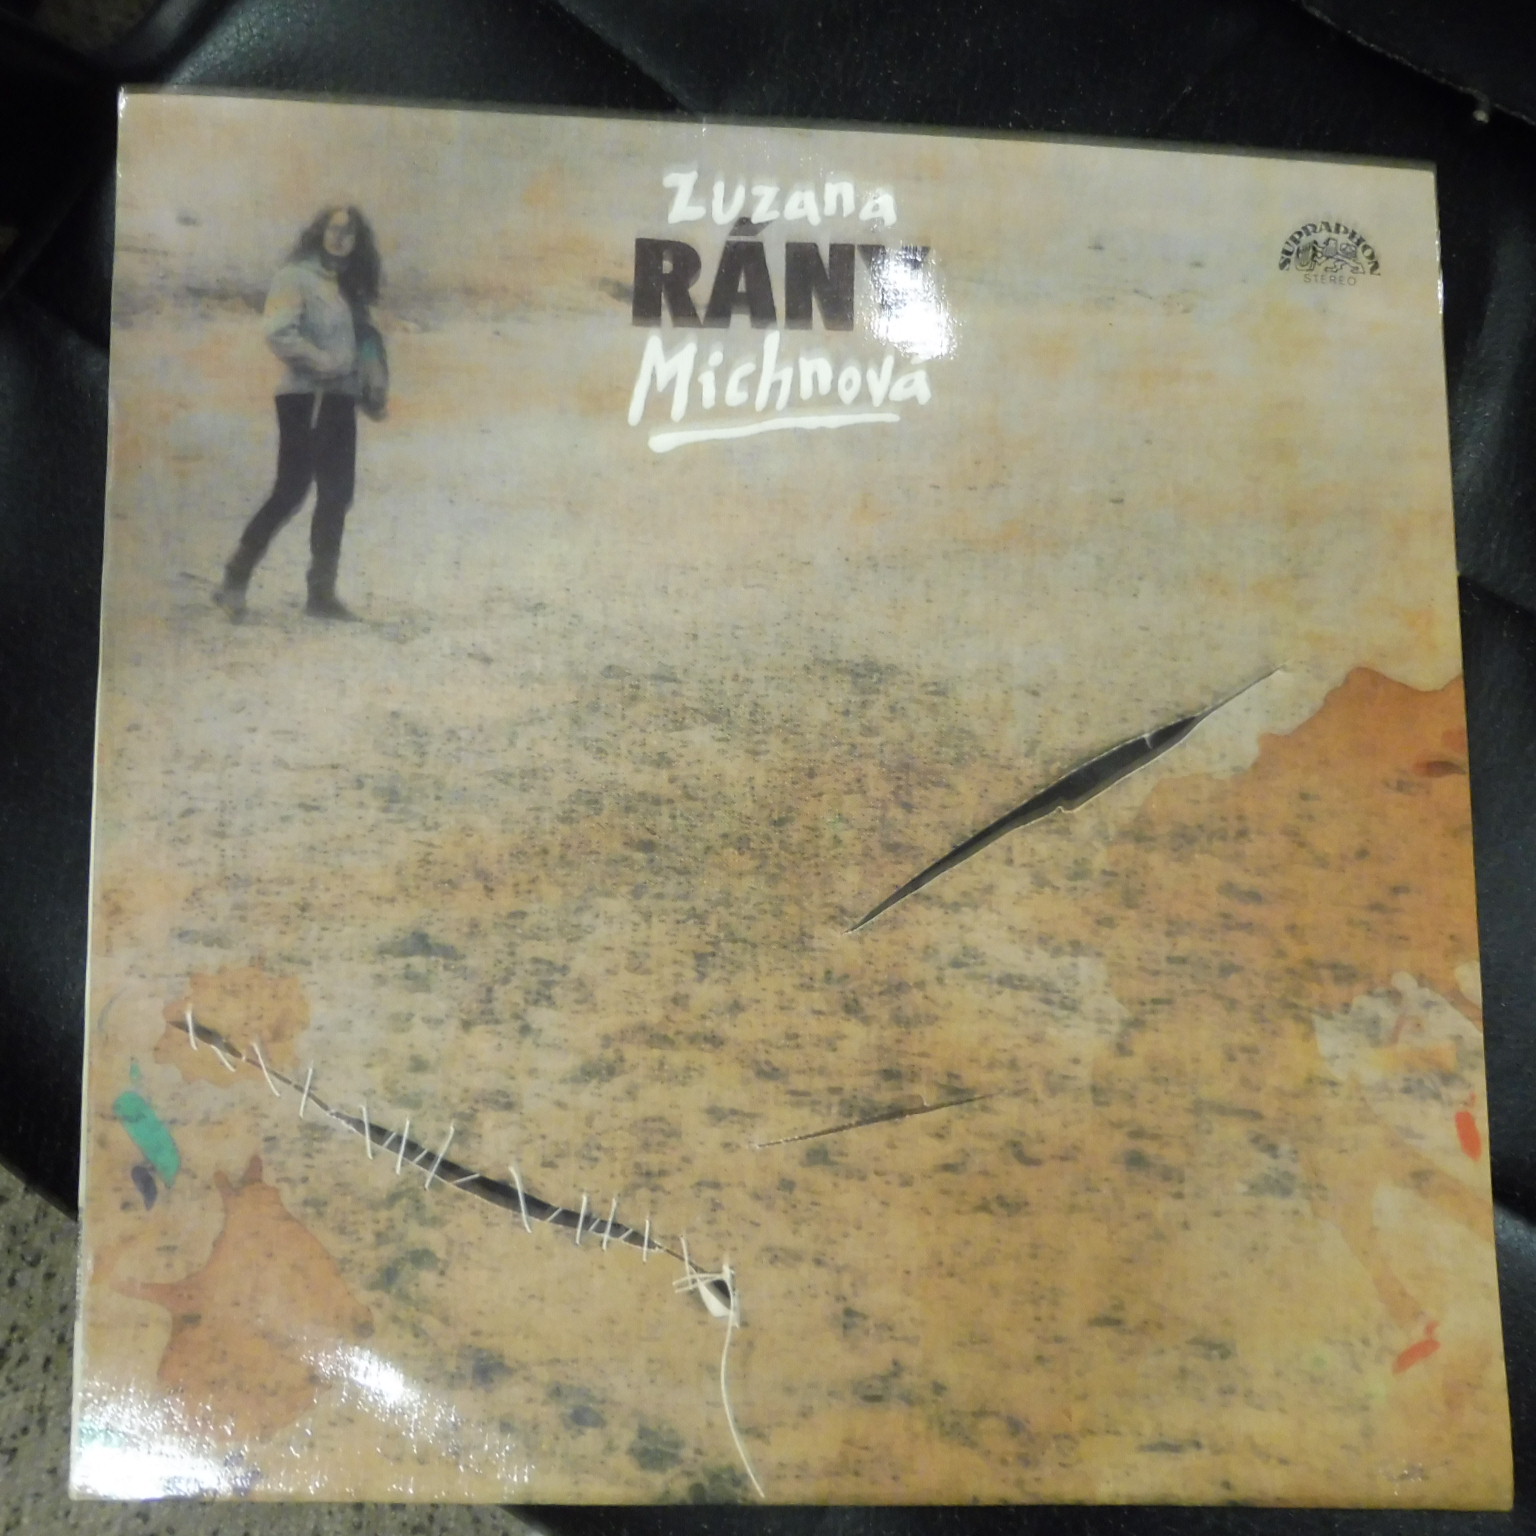 Zuzana
RÁNY
Michnová
SUPRAPHON
STEREO